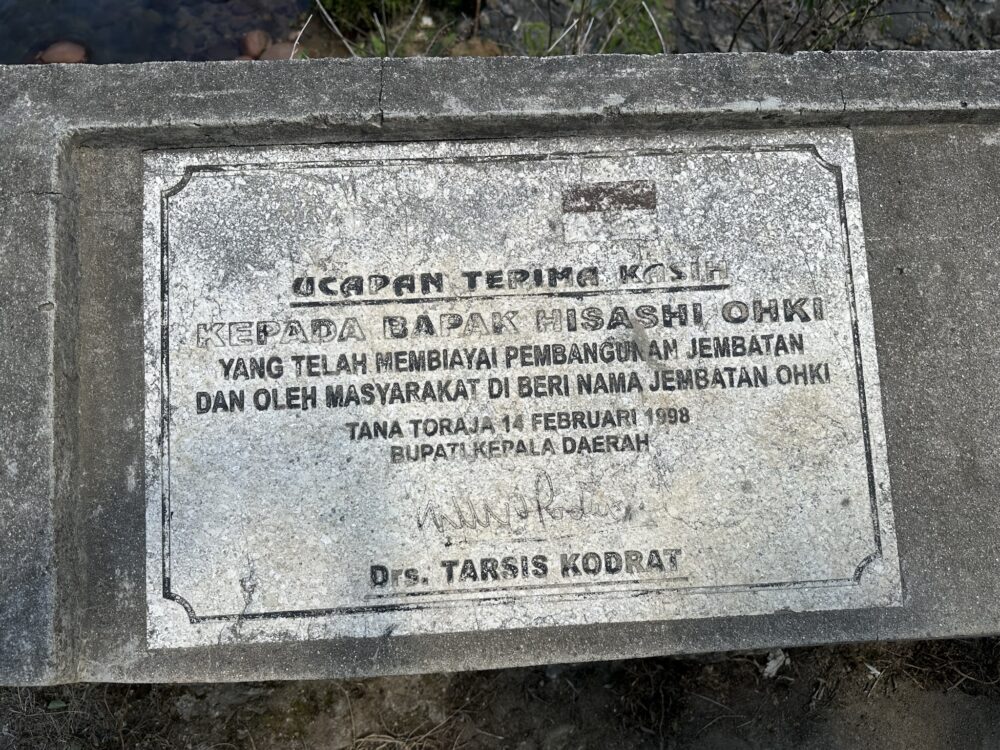 UCAPAN TERIMA KASIH
KEPADA BAPAK HISASHI OHKI
YANG TELAH MEMBIAYAI PEMBANGUNAN JEMBATAN
DAN OLEH MASYARAKAT DI BERI NAMA JEMBATAN OHKI
TANA TORAJA 14 FEBRUARI 1998
BUPATI KEPALA DAERAH
Drs. TARSIS KODRAT